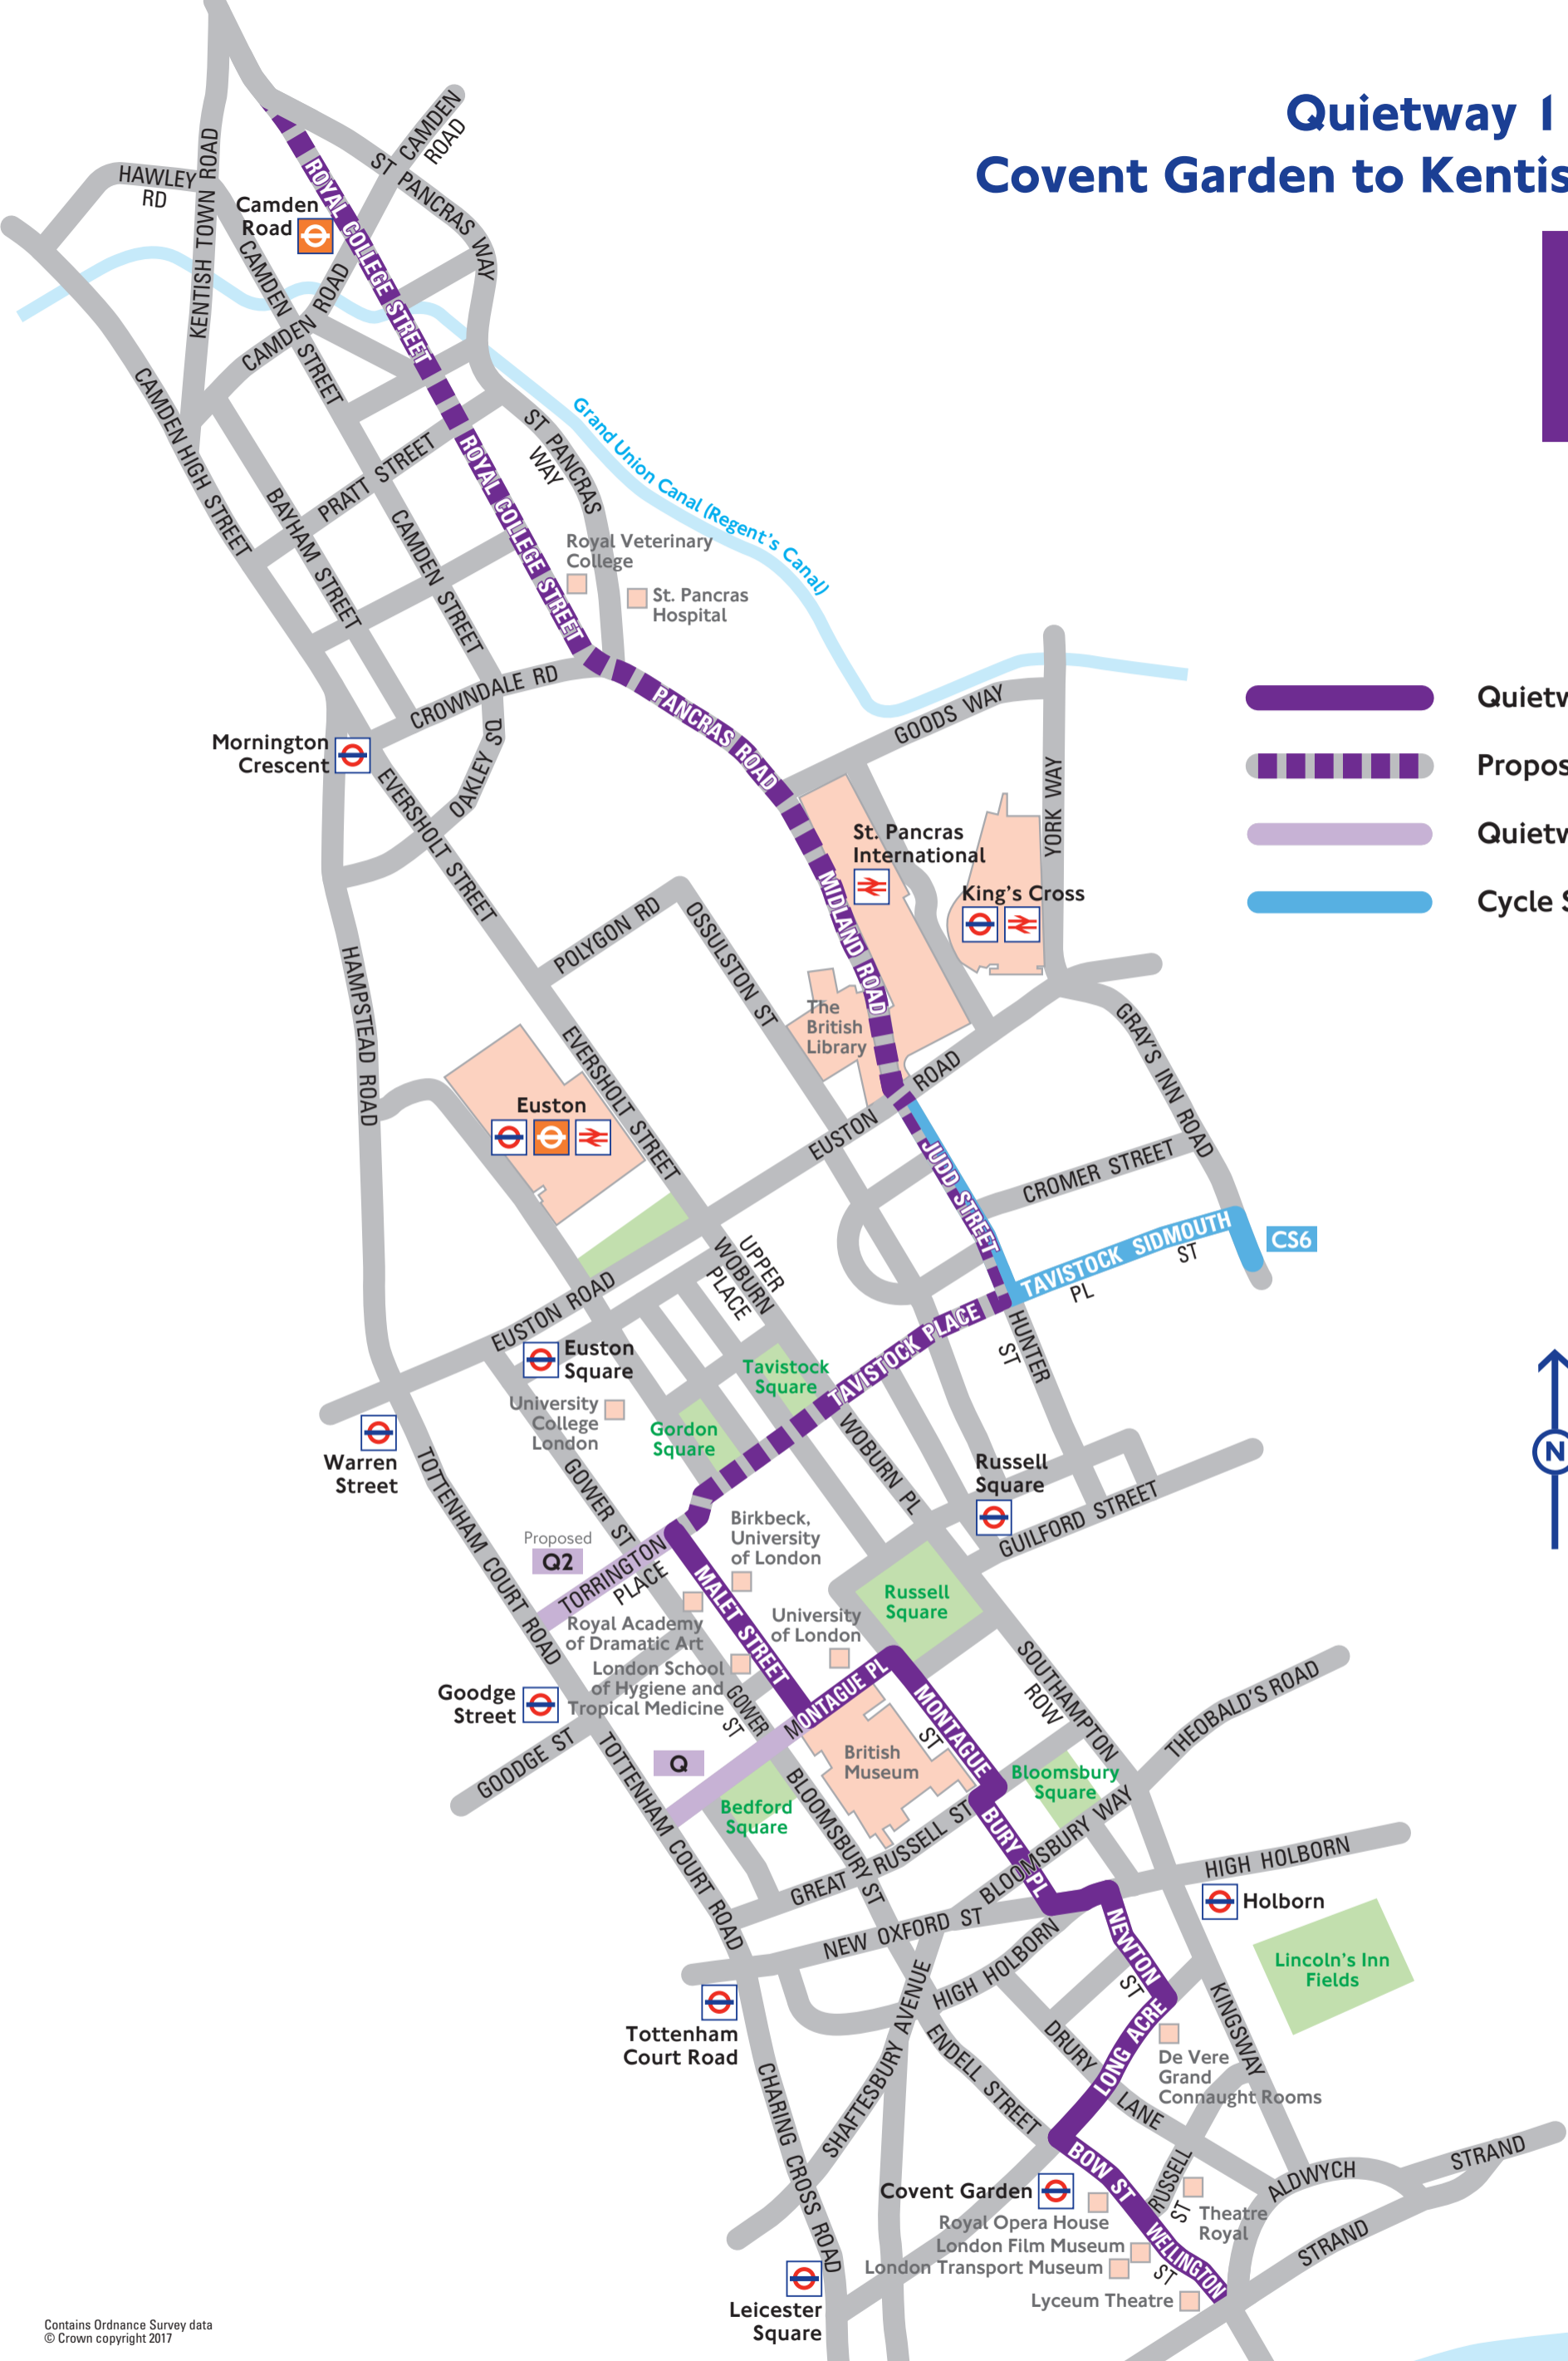 Quietway 1
Covent Garden to Kentis
CAMDEN
ROAD
ST PANCRAS WAY
HAWLEY
RD
KENTISH TOWN ROAD
Camden
Road
ROYAL COLLEGE STREET
CAMDEN
STREET
CAMDEN ROAD
CAMDEN HIGH STREET
ST PANCRAS
WAY
Grand Union Canal (Regent's Canal)
PRATT STREET
BAYHAM STREET
CAMDEN STREET
ROYAL COLLEGE STREET
Royal Veterinary
College
St. Pancras
Hospital
CROWNDALE RD
OAKLEY SQ
PANCRAS ROAD
GOODS WAY
YORK WAY
Mornington
Crescent
EVERSHOLT STREET
St. Pancras
International
King's Cross
MIDLAND ROAD
Quietw
Propos
Quietw
Cycle S
POLYGON RD
OSSULSTON ST
HAMPSTEAD ROAD
The
British
Library
GRAY'S INN ROAD
EVERSHOLT STREET
Euston
EUSTON ROAD
JUDD STREET
CROMER STREET
TAVISTOCK SIDMOUTH
PL
ST
CS6
UPPER
WOBURN
PLACE
EUSTON ROAD
Euston
Square
TAVISTOCK PLACE
HUNTER
ST
Tavistock
Square
University
College
London
Gordon
Square
Warren
Street
N
TOTTENHAM COURT ROAD
GOWER ST
WOBURN PL
Russell
Square
GUILFORD STREET
Birkbeck,
University
of London
Proposed
Q2
TORRINGTON
PLACE
MALET STREET
Russell
Square
Royal Academy
of Dramatic Art
University
of London
London School
of Hygiene and
Tropical Medicine
GOWER
ST
MONTAGUE PL
MONTAGUE
ST
SOUTHAMPTON
ROW
THEOBALD'S ROAD
Goodge
Street
GOODGE ST
TOTTENHAM COURT ROAD
Q
British
Museum
Bloomsbury
Square
Bedford
Square
BLOOMSBURY ST
GREAT RUSSELL ST
BURY PL
BLOOMSBURY WAY
HIGH HOLBORN
Holborn
NEW OXFORD ST
HIGH HOLBORN
NEWTON
ST
Lincoln's Inn
Fields
KINGSWAY
Tottenham
Court Road
SHAFTESBURY AVENUE
ENDELL STREET
DRURY
LANE
LONG ACRE
De Vere
Grand
Connaught Rooms
CHARING CROSS ROAD
BOW ST
RUSSELL
ST
ALDWYCH
STRAND
Covent Garden
Royal Opera House
Theatre
Royal
London Film Museum
London Transport Museum
WELLINGTON
ST
STRAND
Lyceum Theatre
Leicester
Square
Contains Ordnance Survey data
© Crown copyright 2017